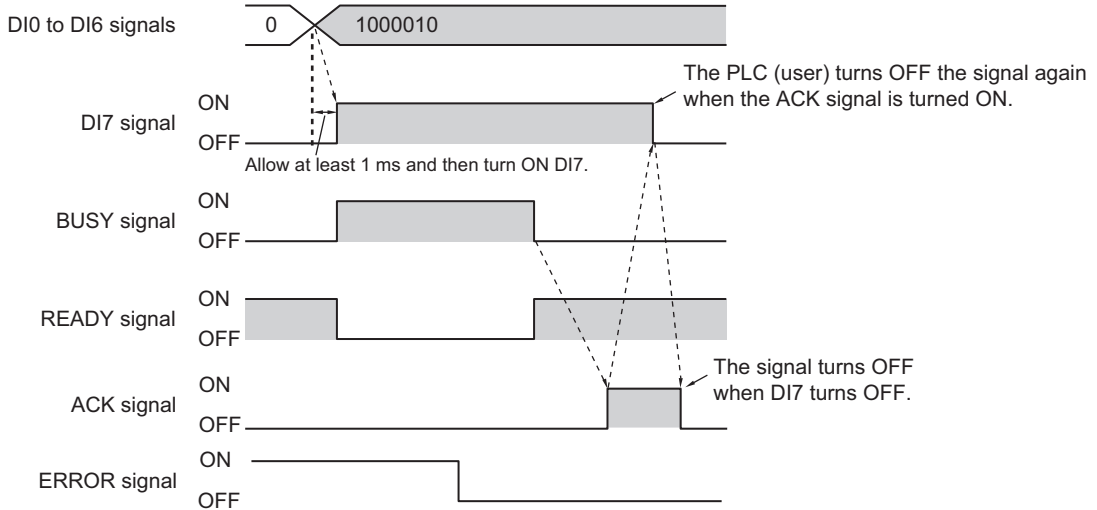 DI0 to DI6 signals
0
1000010
The PLC (user) turns OFF the signal again
when the ACK signal is turned ON.
DI7 signal
ON
OFF
Allow at least 1 ms and then turn ON DI7.
BUSY signal
ON
OFF
READY signal
ON
OFF
The signal turns OFF
when DI7 turns OFF.
ACK signal
ON
OFF
ERROR signal
ON
OFF